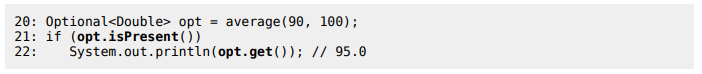 20: Optional<Double> opt = average(90, 100);
21: if (opt.isPresent())
22:    System.out.println(opt.get()); // 95.0